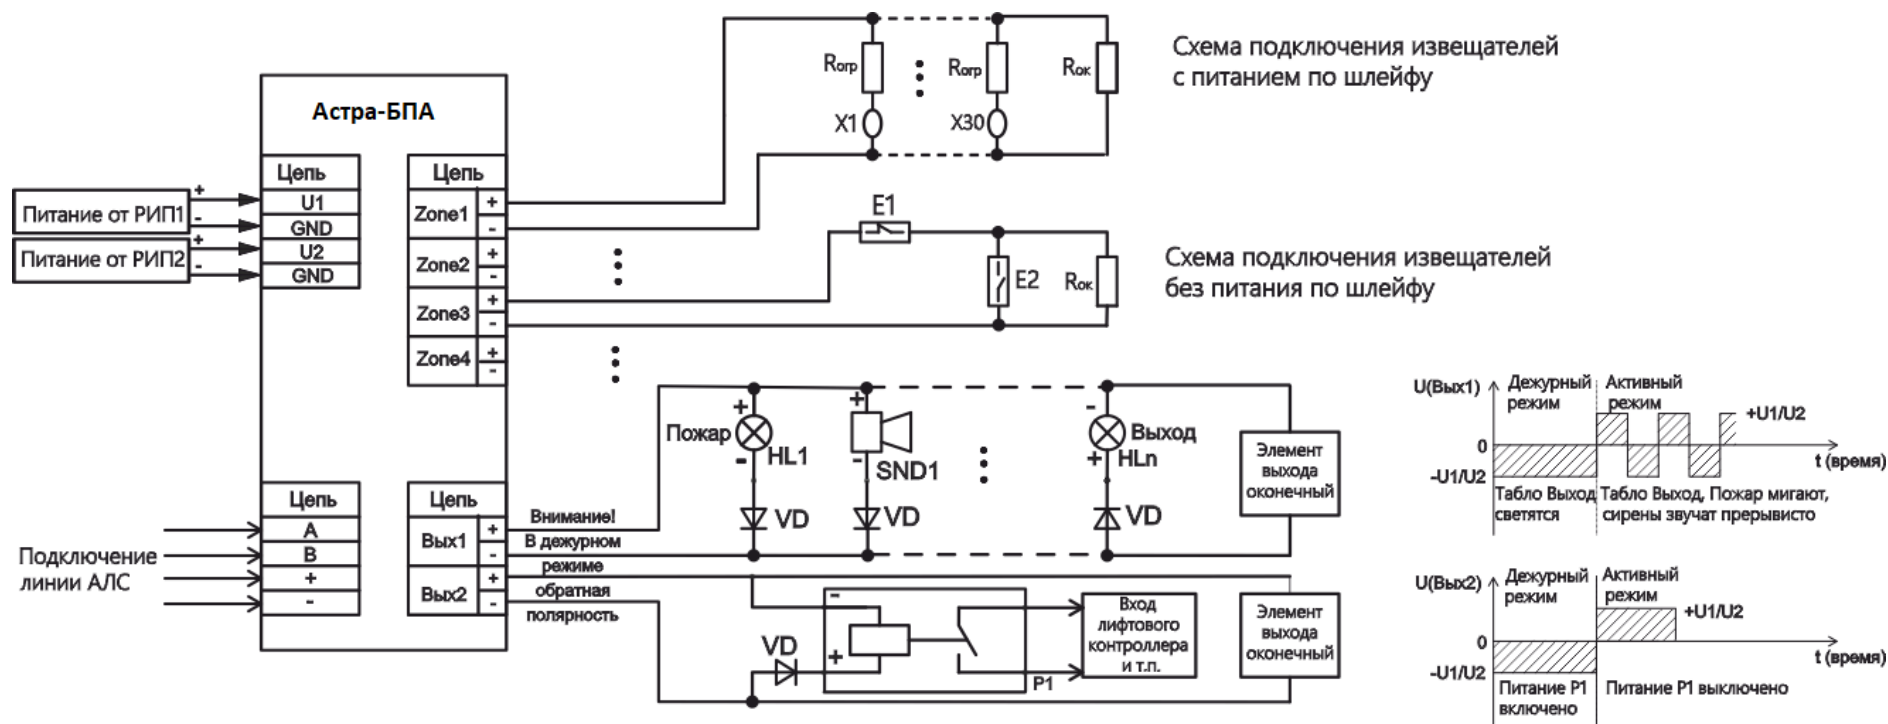 Астра-БПА
Цепь
U1
GND
U2
GND
Питание от РИП1
+
-
Питание от РИП2
+
-
Цепь
Zone1
+
-
Zone2
+
-
Zone3
+
-
Zone4
+
-
Rогр
Rогр
Rок
X1
X30
Схема подключения извещателей
с питанием по шлейфу
E1
E2
Rок
Схема подключения извещателей
без питания по шлейфу
Цепь
A
B
+
-
Подключение
линии АЛС
Цепь
Вых1
+
-
Вых2
+
-
Внимание!
В дежурном
режиме
обратная
полярность
+
Пожар
-
HL1
VD
+
-
SND1
VD
-
Выход
+
HLn
VD
Элемент
выхода
оконечный
VD
-
+
P1
Вход
лифтового
контроллера
и т.п.
Элемент
выхода
оконечный
U(Вых1)
Дежурный
режим
Активный
режим
+U1/U2
0
t (время)
-U1/U2
Табло Выход
светятся
Табло Выход, Пожар мигают,
сирены звучат прерывисто
U(Вых2)
Дежурный
режим
Активный
режим
+U1/U2
0
t (время)
-U1/U2
Питание P1
включено
Питание P1 выключено